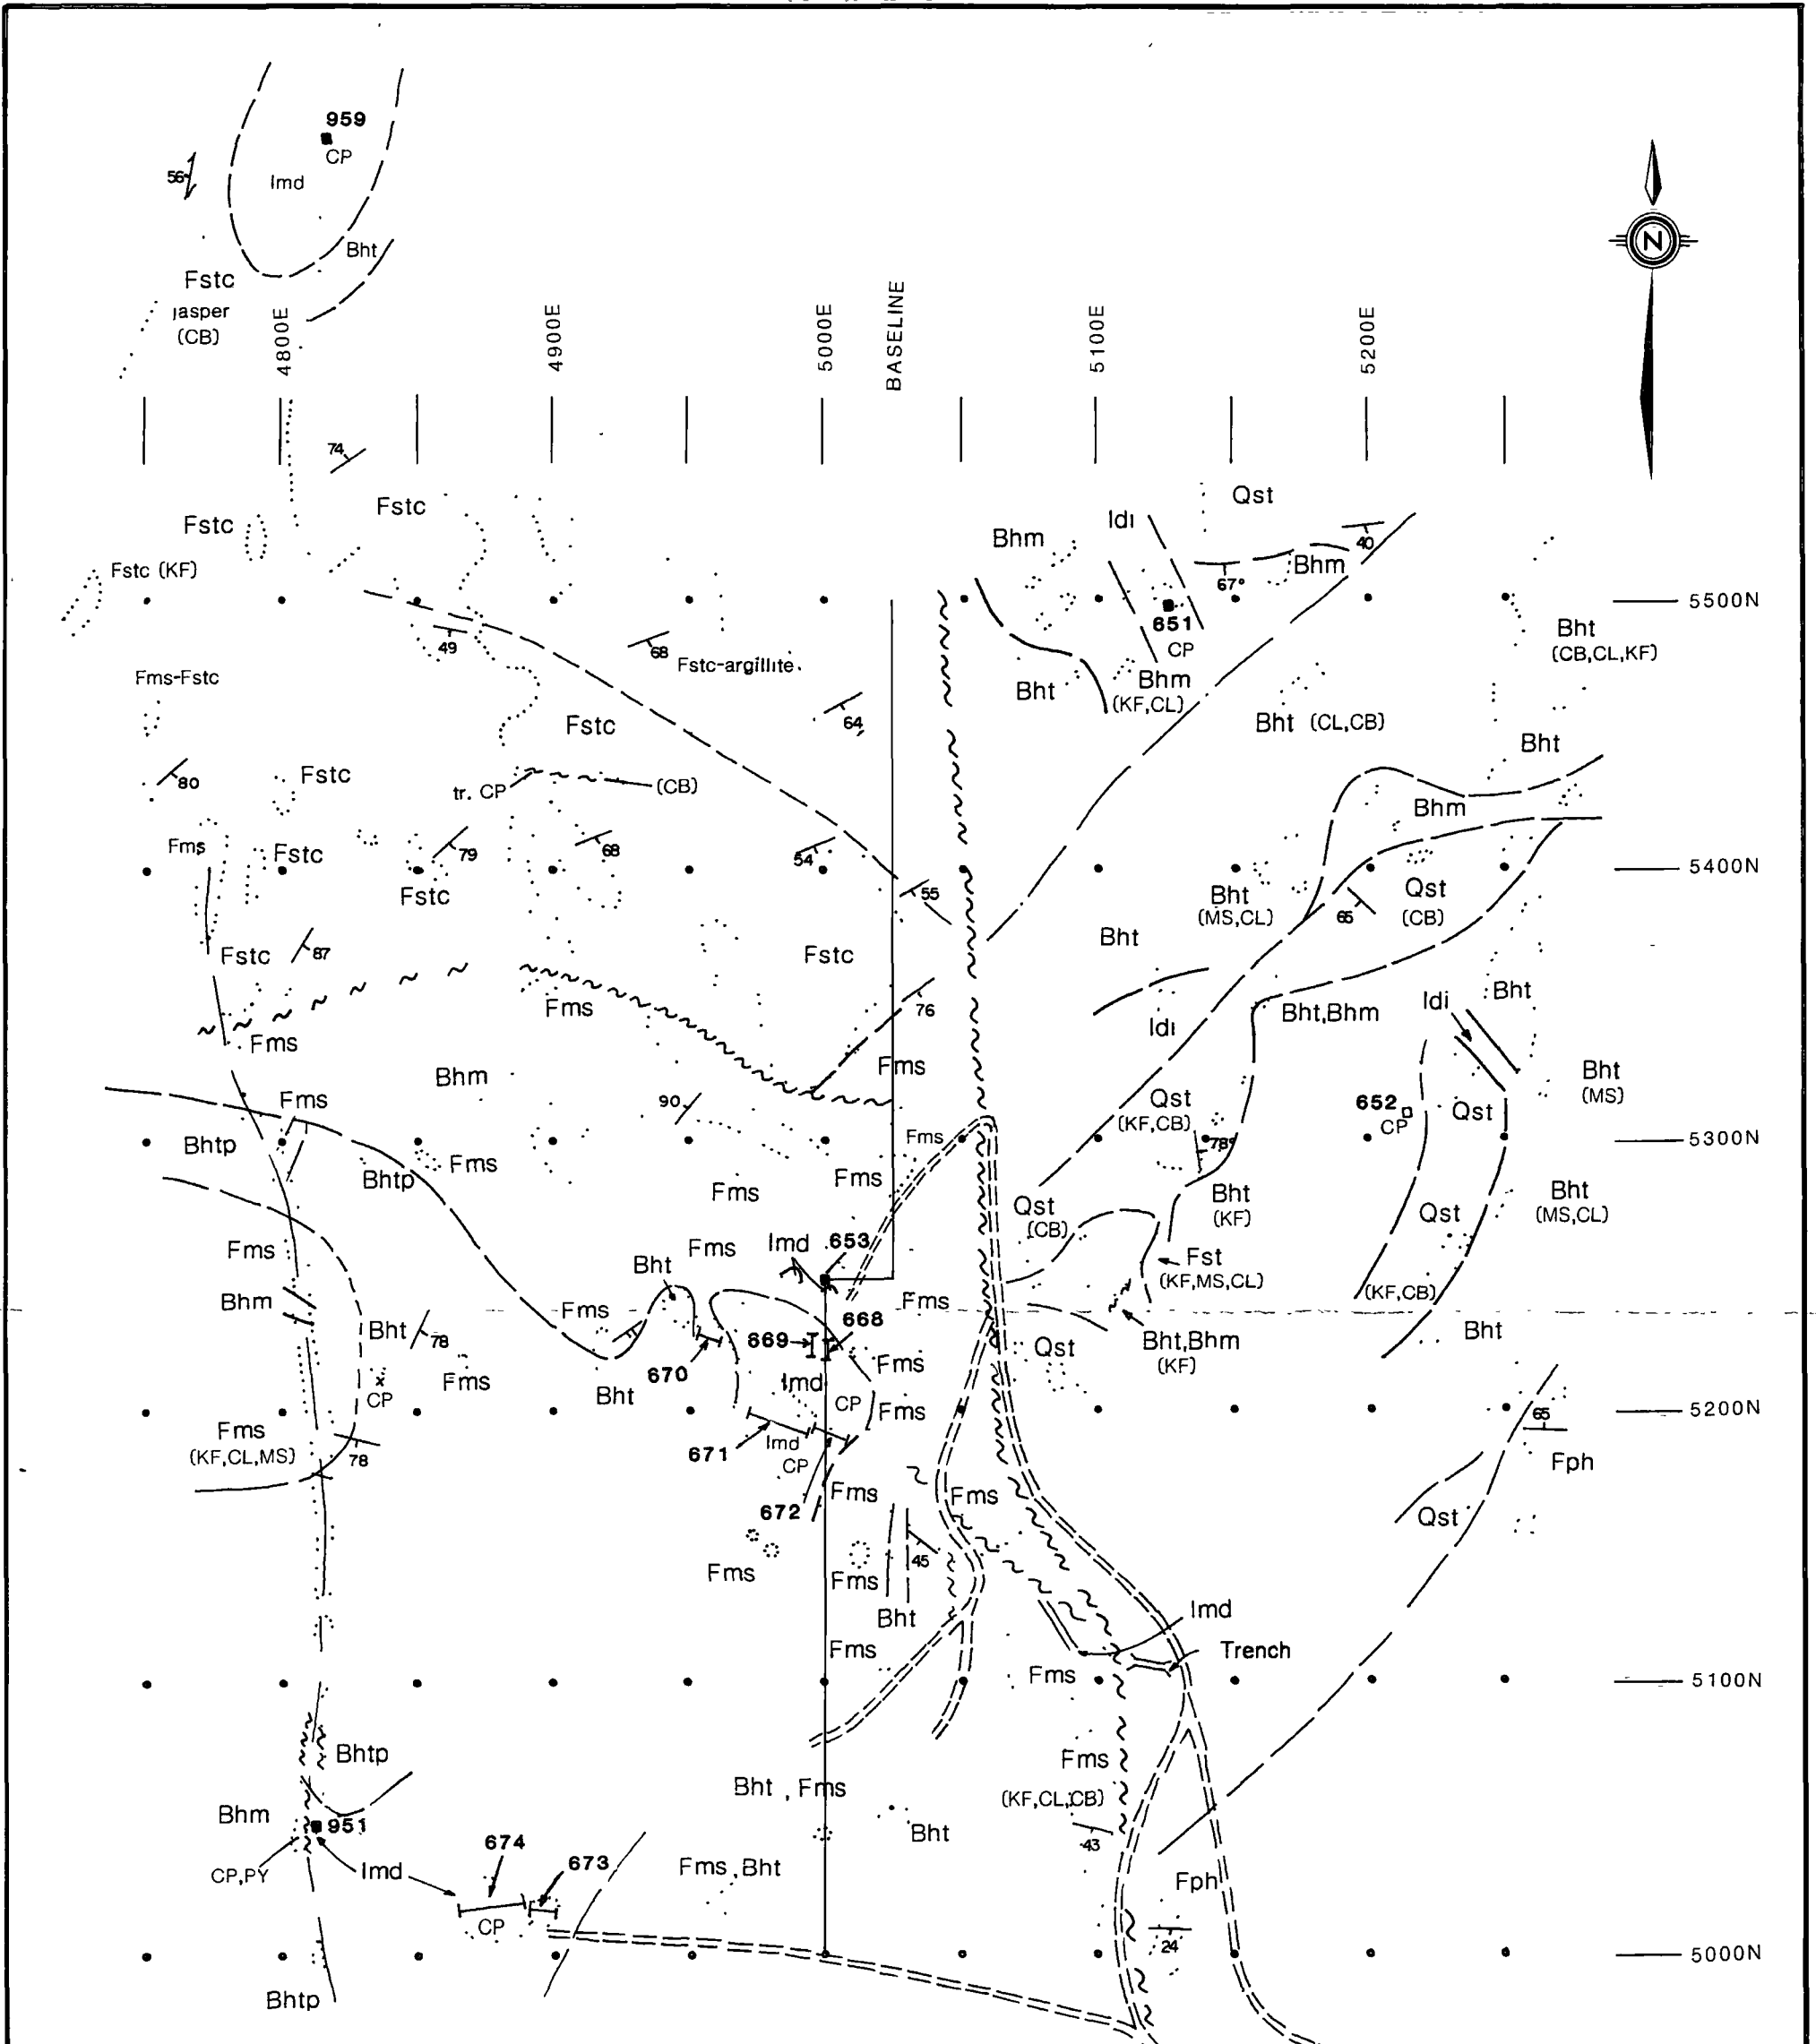 959
CP
56
Imd
Bht
Fstc
jasper
(CB)
4800E
4900E
5000E
BASELINE
5100E
5200E
N
74
Fstc
Fstc
Qst
Idi
Bhm
40
Bhm
67°
Fstc (KF)
5500N
651
CP
49
68
Fstc-argillite
Bht
(CB,CL,KF)
Fms-Fstc
Bht
Bhm
(KF,CL)
64
Fstc
Bht (CL,CB)
Bht
80
Fstc
tr. CP
(CB)
Bhm
Fms
Fstc
79
68
54
5400N
Fstc
55
Bht
(MS,CL)
65
Qst
(CB)
Bht
Fstc
87
Fstc
76
Fms
Idi
Bht,Bhm
Idi
Bht
Fms
Fms
Bhm
Bht
(MS)
Fms
90
Qst
(KF,CB)
652
CP
Qst
Bhtp
Fms
Fms
78°
5300N
Bhtp
Fms
Fms
Qst
(CB)
Bht
(KF)
Qst
Bht
(MS,CL)
Fms
Fms
Imd
653
Bht
Fst
(KF,MS,CL)
(KF,CB)
Bhm
Fms
Fms
668
Bht
78
669
Bht,Bhm
(KF)
Bht
Qst
670
Fms
CP
Fms
Bht
Imd
CP
Fms
5200N
Fms
(KF,CL,MS)
78
671
Imd
CP
65
Fph
672
Fms
Fms
Qst
Fms
Fms
45
Bht
Imd
Fms
Trench
Fms
5100N
Bhtp
Fms
(KF,CL,CB)
Bht , Fms
Bhm
951
Bht
43
674
673
CP,PY
Imd
Fms , Bht
Fph
CP
24
5000N
Bhtp